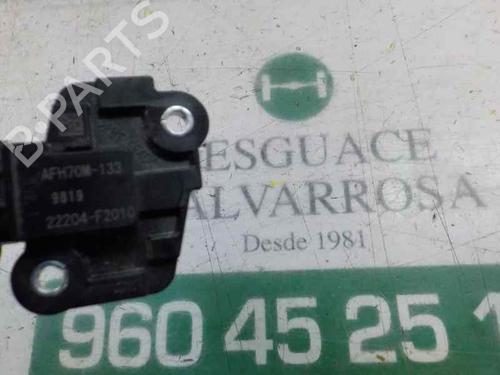 B-PARTS
AFH70M-133
9819
22204-F2010
ESGUACE
ALVARROSA
Desde 1981
960 45 25 1